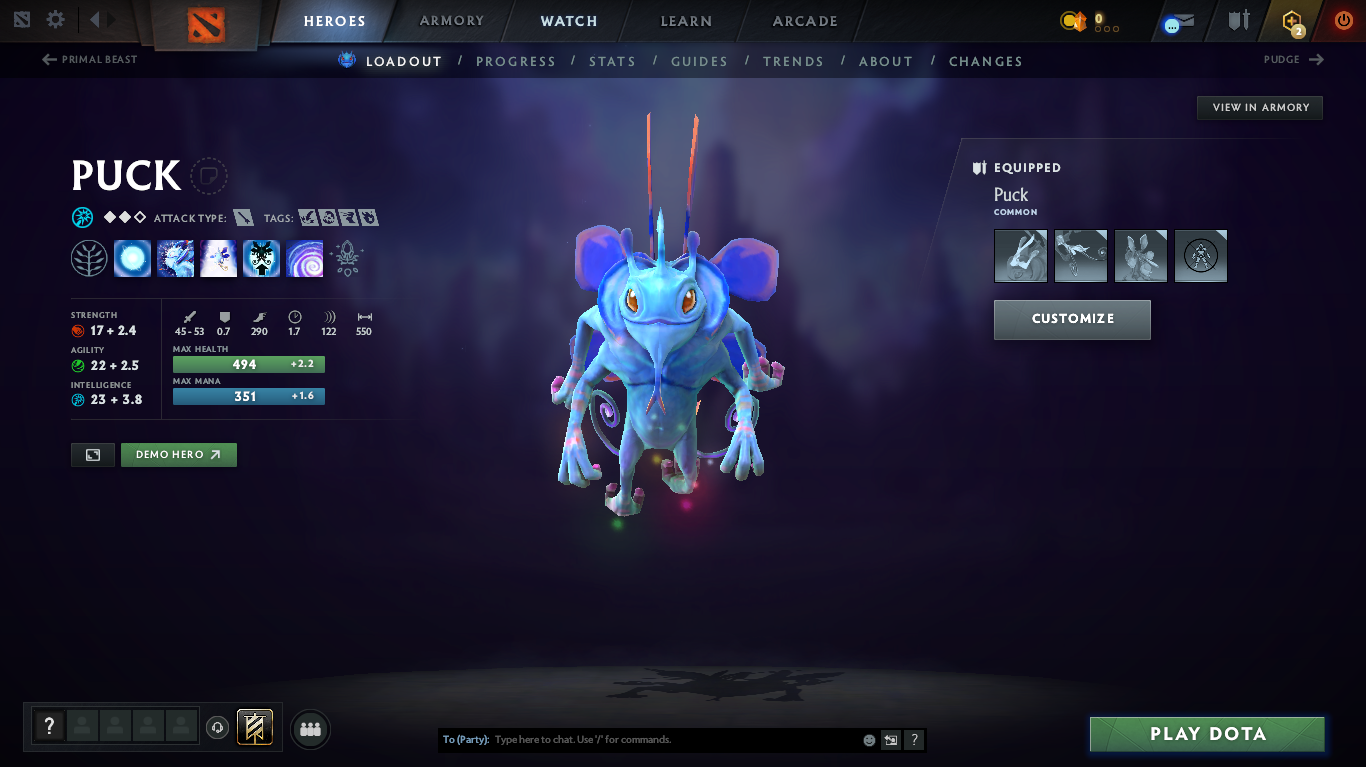 HEROES
ARMORY
WATCH
LEARN
ARCADE
0
2
PRIMAL BEAST
LOADOUT / PROGRESS / STATS / GUIDES / TRENDS / ABOUT / CHANGES
PUDGE
VIEW IN ARMORY
PUCK
ATTACK TYPE:
TAGS:
EQUIPPED
Puck
COMMON
CUSTOMIZE
STRENGTH
17 + 2.4
AGILITY
22 + 2.5
INTELLIGENCE
23 + 3.8
45 - 53 0.7 290 1.7 122 550
MAX HEALTH
494 +2.2
MAX MANA
351 +1.6
DEMO HERO
?
To (Party): Type here to chat. Use '/' for commands.
?
PLAY DOTA